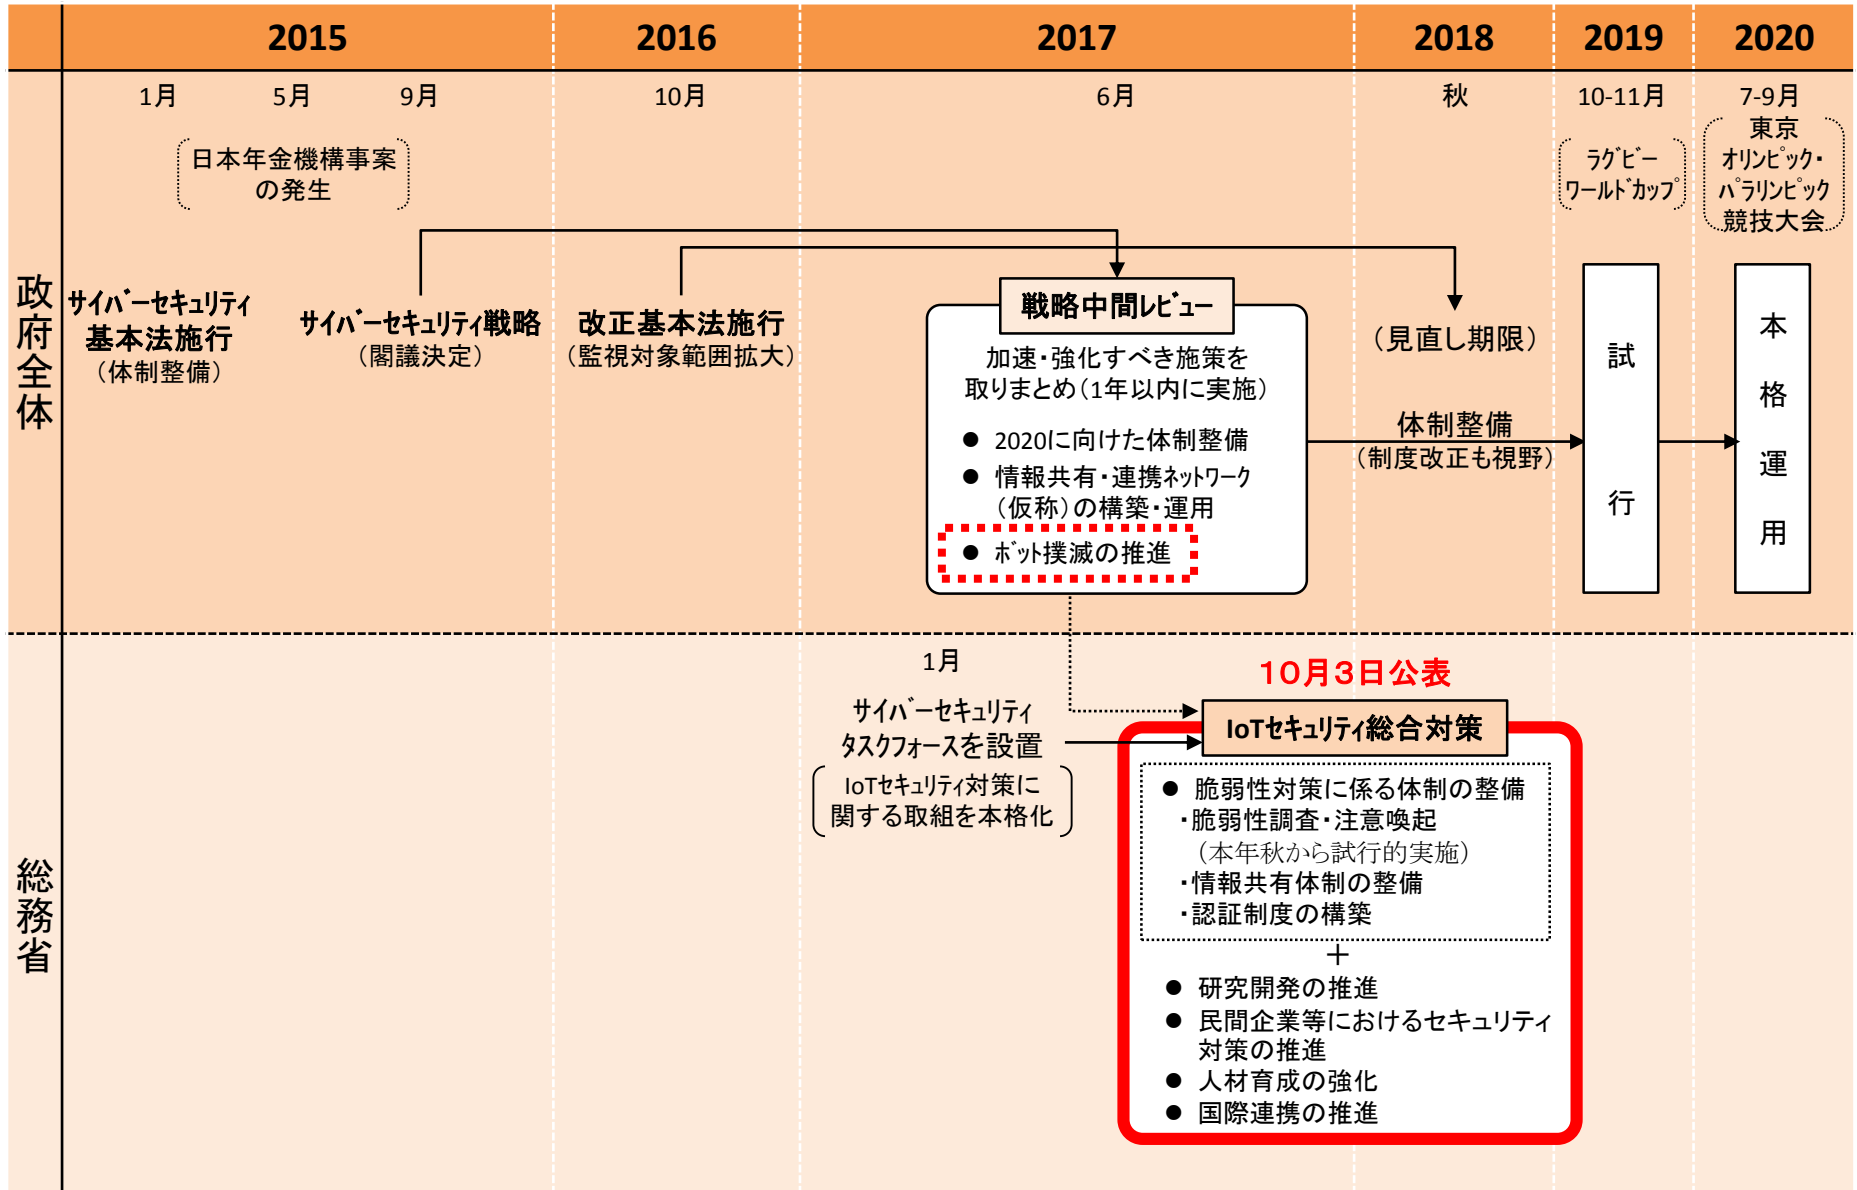 2015
2016
2017
2018
2019
2020
政府全体
1月
5月
9月
10月
6月
秋
10-11月
7-9月
日本年金機構事案
の発生
ラグビー
ワールドカップ
東京
オリンピック・
パラリンピック
競技大会
サイバーセキュリティ
基本法施行
（体制整備）
サイバーセキュリティ戦略
（閣議決定）
改正基本法施行
（監視対象範囲拡大）
戦略中間レビュー
加速・強化すべき施策を
取りまとめ（1年以内に実施）
● 2020に向けた体制整備
● 情報共有・連携ネットワーク
（仮称）の構築・運用
● ボット撲滅の推進
（見直し期限）
体制整備
（制度改正も視野）
試行
本格運用
総務省
1月
サイバーセキュリティ
タスクフォースを設置
IoTセキュリティ対策に
関する取組を本格化
１０月３日公表
IoTセキュリティ総合対策
● 脆弱性対策に係る体制の整備
・脆弱性調査・注意喚起
（本年秋から試行的実施）
・情報共有体制の整備
・認証制度の構築
＋
● 研究開発の推進
● 民間企業等におけるセキュリティ
対策の推進
● 人材育成の強化
● 国際連携の推進